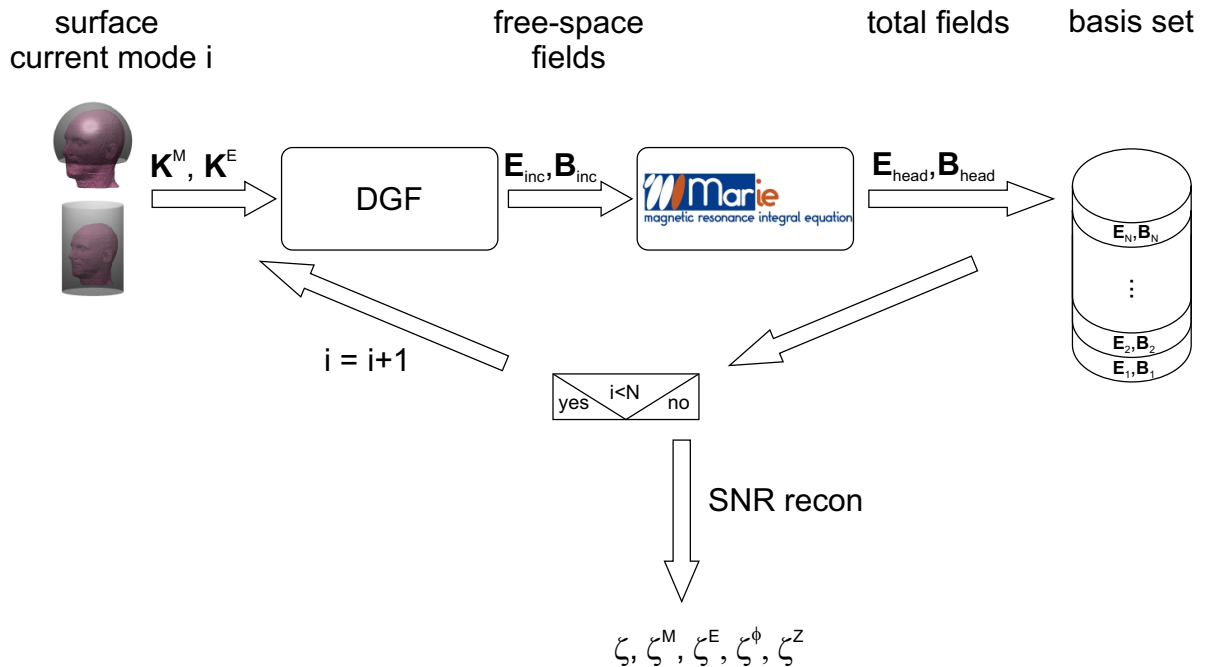 surface
current mode i
free-space
fields
total fields
basis set
K^M, K^E
DGF
E_inc,B_inc
Marie
magnetic resonance integral equation
E_head,B_head
E_N,B_N
⋮
E_2,B_2
E_1,B_1
i = i+1
i<N
yes
no
SNR recon
ζ, ζ^M, ζ^E, ζ^ϕ, ζ^Z